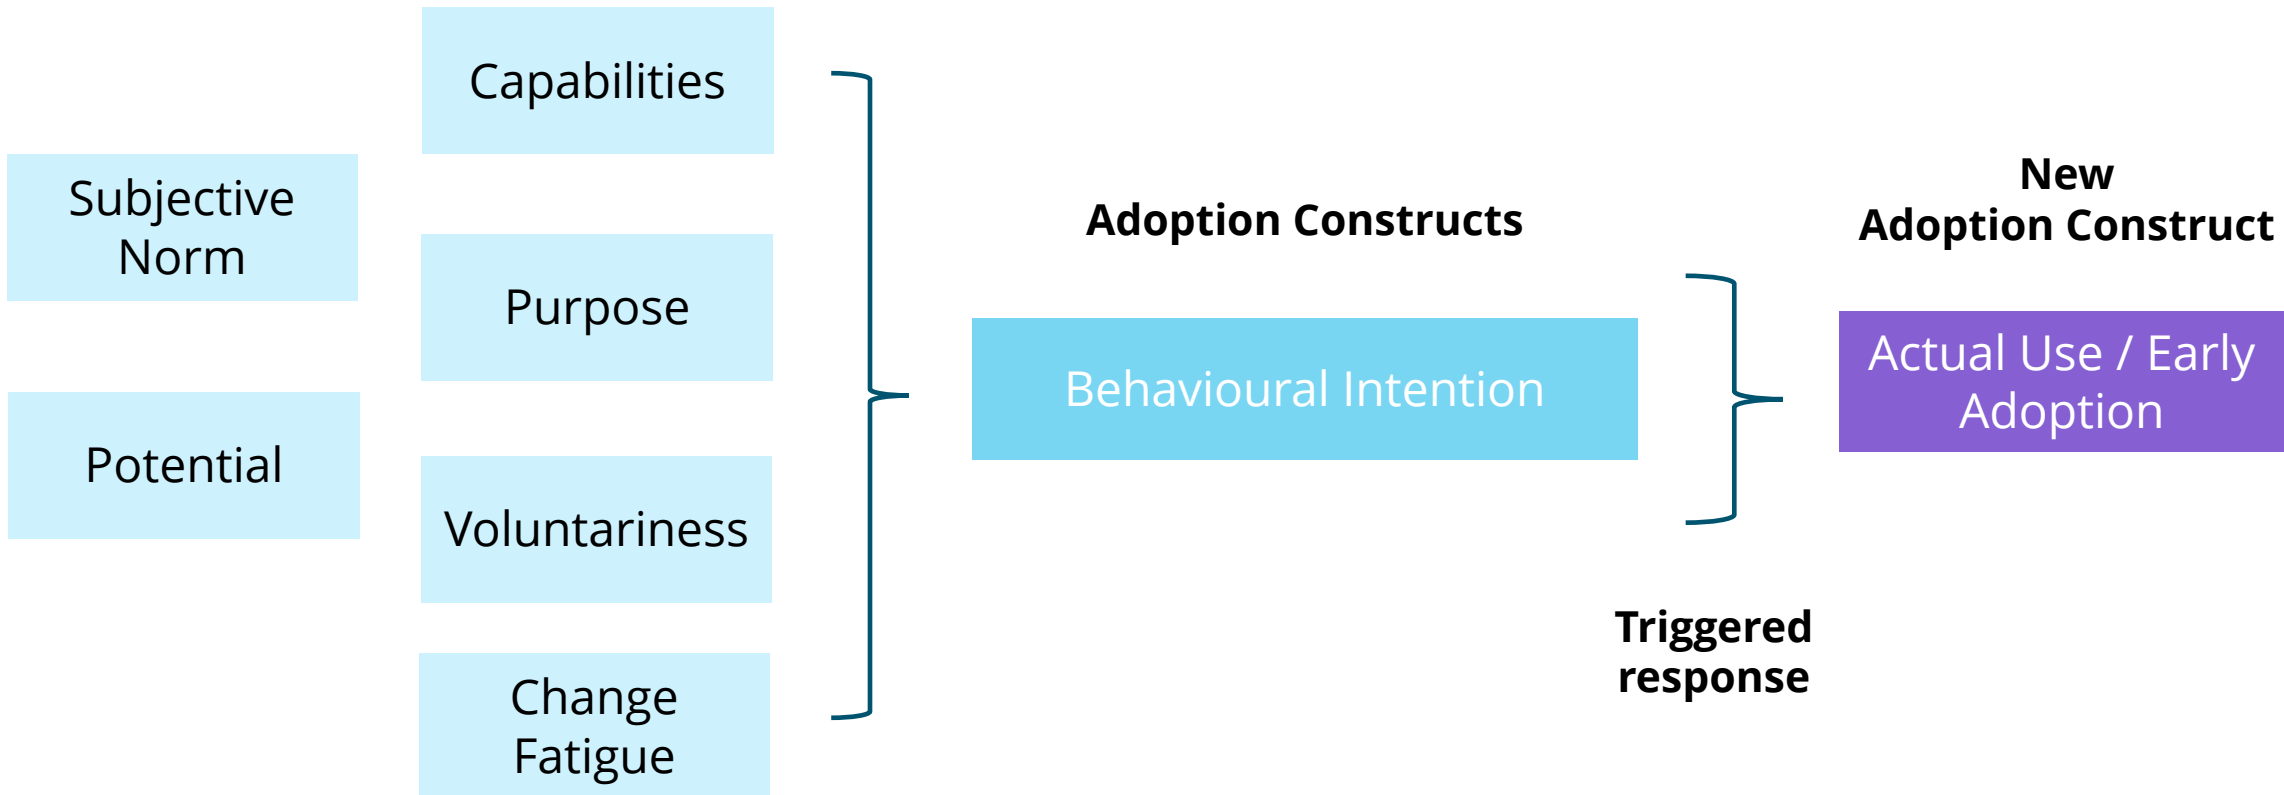 Subjective
Norm
Potential
Capabilities
Purpose
Voluntariness
Change
Fatigue
Adoption Constructs
Behavioural Intention
Triggered
response
New
Adoption Construct
Actual Use / Early
Adoption